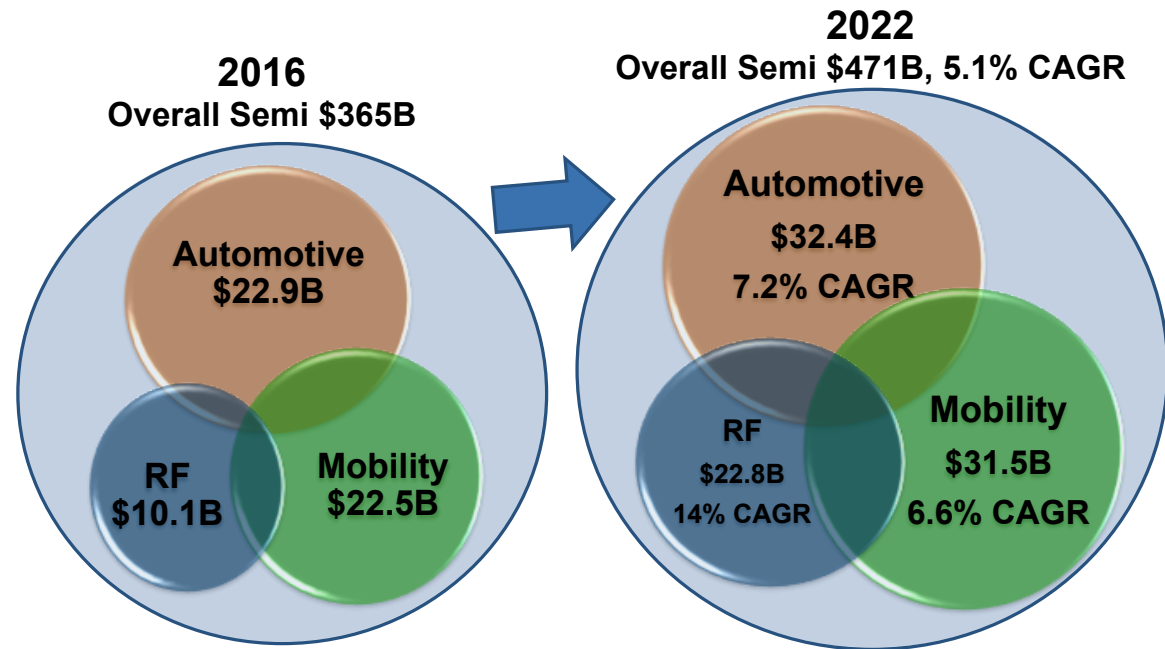 2016
Overall Semi $365B
Automotive
$22.9B
RF
$10.1B
Mobility
$22.5B
2022
Overall Semi $471B, 5.1% CAGR
Automotive
$32.4B
7.2% CAGR
RF
$22.8B
14% CAGR
Mobility
$31.5B
6.6% CAGR